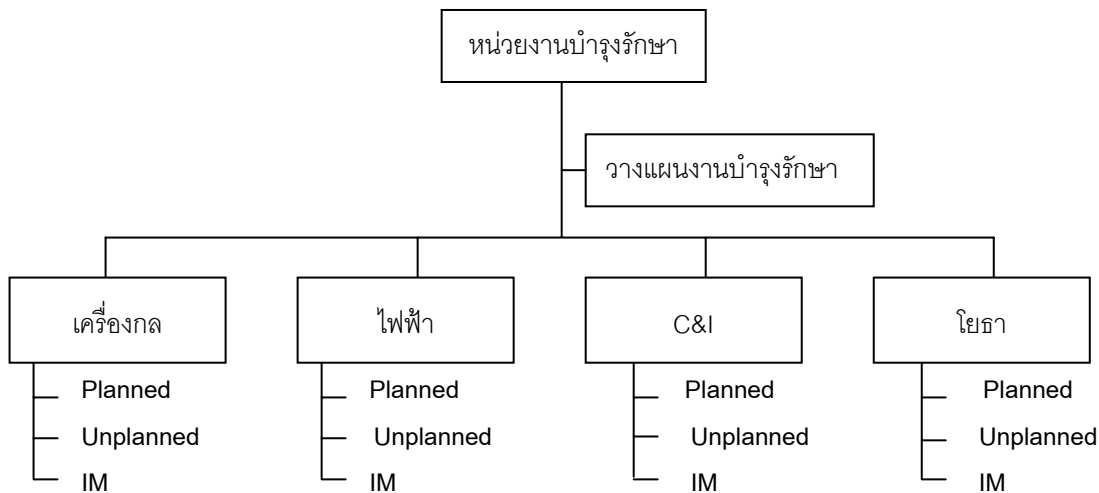 หน่วยงานบำรุงรักษา
วางแผนงานบำรุงรักษา
เครื่องกล
ไฟฟ้า
C&I
โยธา
Planned
Planned
Planned
Planned
Unplanned
Unplanned
Unplanned
Unplanned
IM
IM
IM
IM